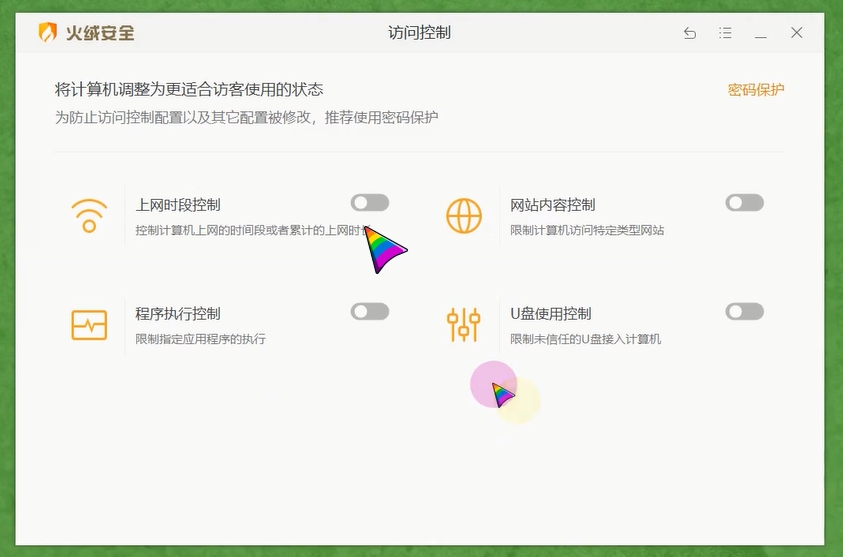 火绒安全
访问控制
将计算机调整为更适合访客使用的状态
密码保护
为防止访问控制配置以及其它配置被修改，推荐使用密码保护
上网时段控制
控制计算机上网的时间段或者累计的上网时
网站内容控制
限制计算机访问特定类型网站
程序执行控制
限制指定应用程序的执行
U盘使用控制
限制未信任的U盘接入计算机